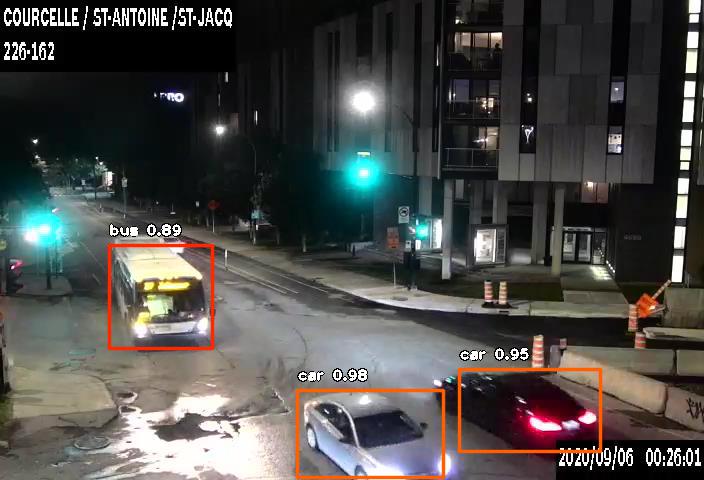 COURCELLE / ST-ANTOINE /ST-JACQ
226-162
PRO
bus 0.89
car 0.95
car 0.98
2020/09/06 00:26:01